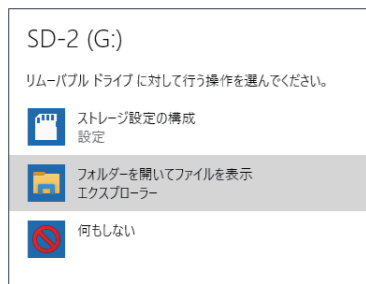 SD-2 (G:)
リムーバブル ドライブ に対して行う操作を選んでください。
ストレージ設定の構成
設定
フォルダーを開いてファイルを表示
エクスプローラー
何もしない